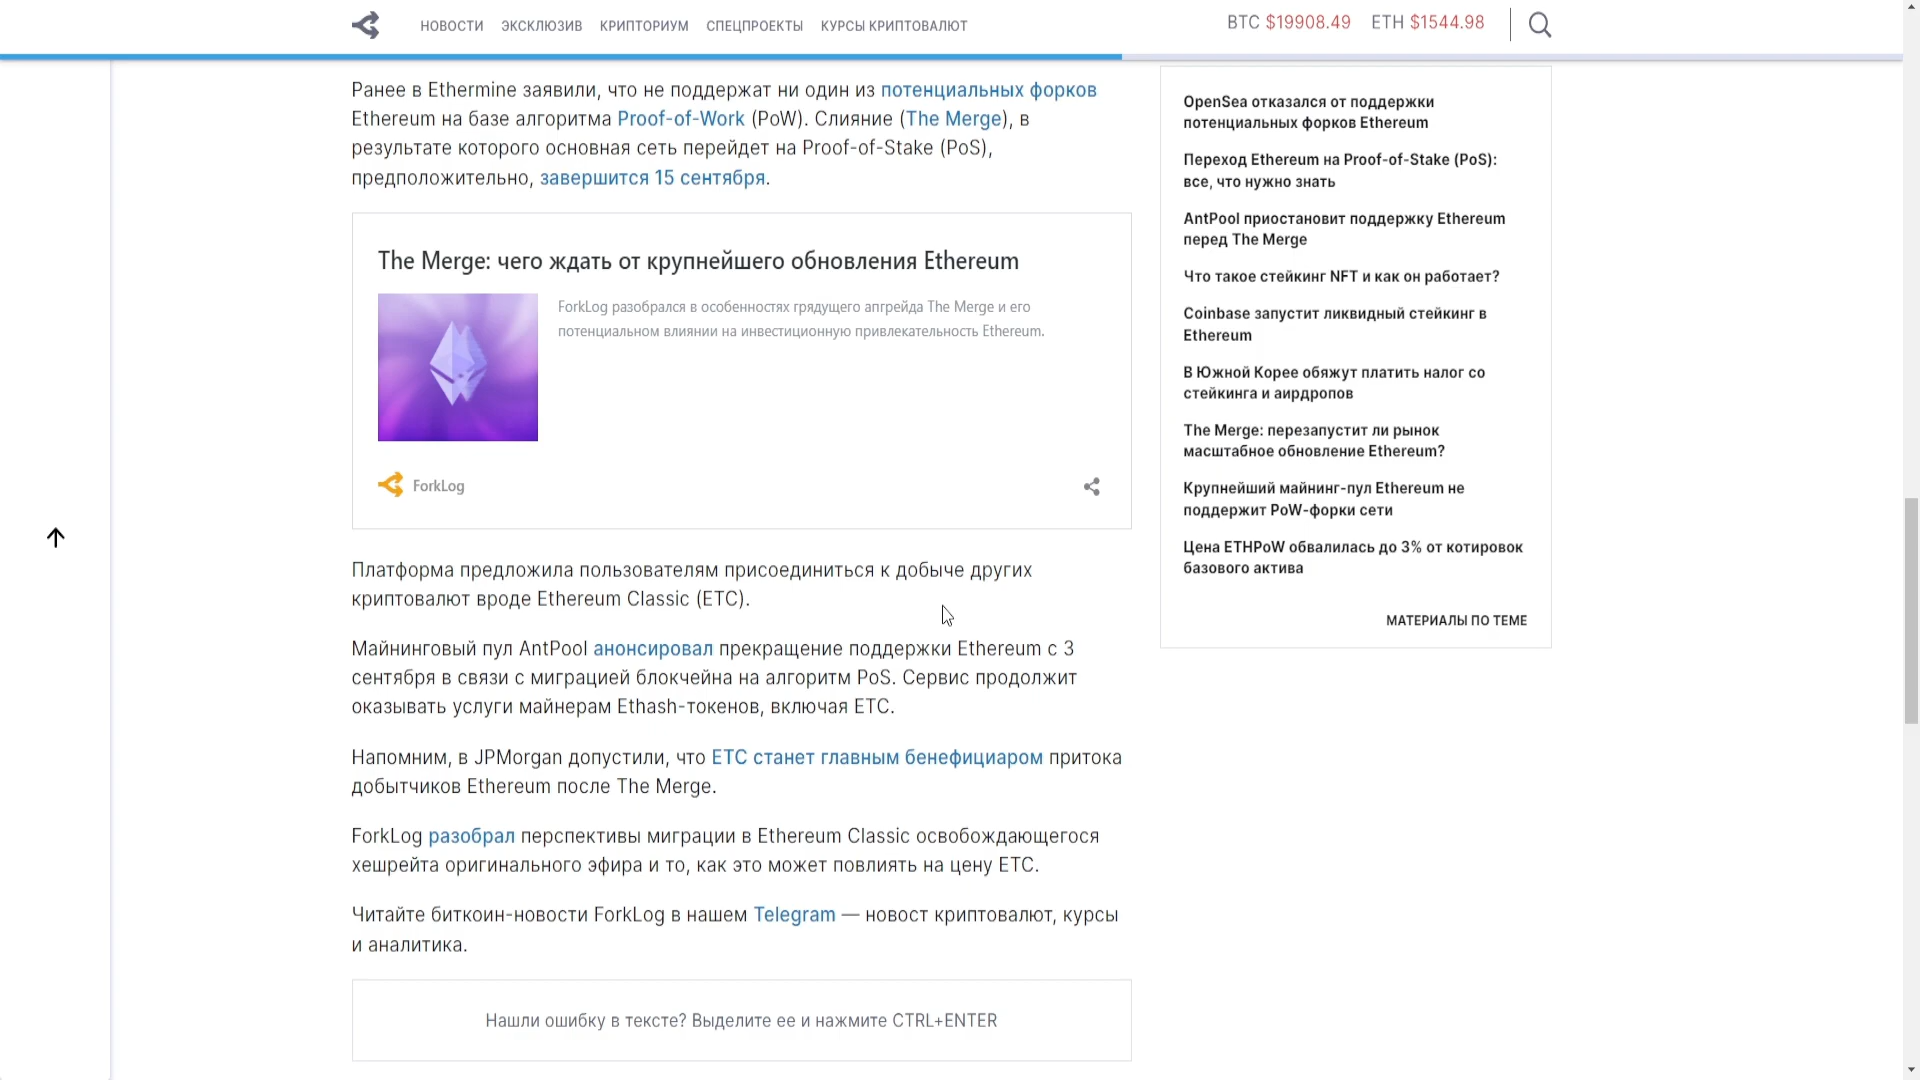 НОВОСТИ ЭКСКЛЮЗИВ КРИПТОРИУМ СПЕЦПРОЕКТЫ КУРСЫ КРИПТОВАЛЮТ
BTC $19908.49 ETH $1544.98
Ранее в Ethermine заявили, что не поддержат ни один из потенциальных форков
Ethereum на базе алгоритма Proof-of-Work (PoW). Слияние (The Merge), в
результате которого основная сеть перейдет на Proof-of-Stake (PoS),
предположительно, завершится 15 сентября.
The Merge: чего ждать от крупнейшего обновления Ethereum
ForkLog разобрался в особенностях грядущего апгрейда The Merge и его
потенциальном влиянии на инвестиционную привлекательность Ethereum.
ForkLog
Платформа предложила пользователям присоединиться к добыче других
криптовалют вроде Ethereum Classic (ETC).
Майнинговый пул AntPool анонсировал прекращение поддержки Ethereum с 3
сентября в связи с миграцией блокчейна на алгоритм PoS. Сервис продолжит
оказывать услуги майнерам Ethash-токенов, включая ETC.
Напомним, в JPMorgan допустили, что ETC станет главным бенефициаром притока
добытчиков Ethereum после The Merge.
ForkLog разобрал перспективы миграции в Ethereum Classic освобождающегося
хешрейта оригинального эфира и то, как это может повлиять на цену ETC.
Читайте биткоин-новости ForkLog в нашем Telegram — новост криптовалют, курсы
и аналитика.
Нашли ошибку в тексте? Выделите ее и нажмите CTRL+ENTER
OpenSea отказался от поддержки
потенциальных форков Ethereum
Переход Ethereum на Proof-of-Stake (PoS):
все, что нужно знать
AntPool приостановит поддержку Ethereum
перед The Merge
Что такое стейкинг NFT и как он работает?
Coinbase запустит ликвидный стейкинг в
Ethereum
В Южной Корее обяжут платить налог со
стейкинга и аирдропов
The Merge: перезапустит ли рынок
масштабное обновление Ethereum?
Крупнейший майнинг-пул Ethereum не
поддержит PoW-форки сети
Цена ETHPoW обвалилась до 3% от котировок
базового актива
МАТЕРИАЛЫ ПО ТЕМЕ